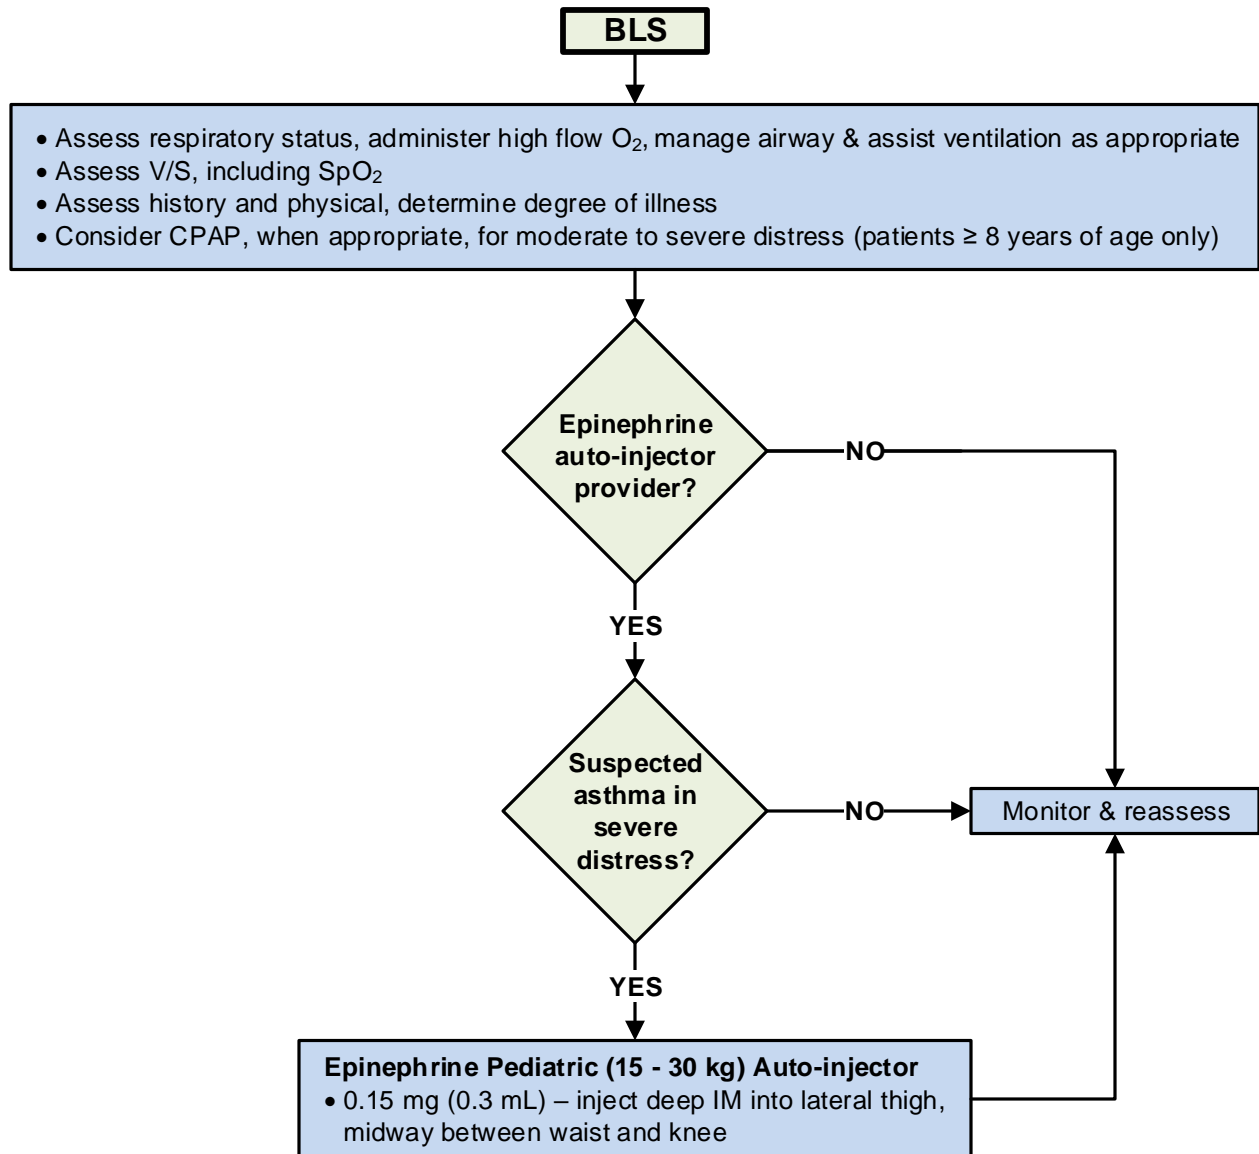 BLS
• Assess respiratory status, administer high flow O₂, manage airway & assist ventilation as appropriate
• Assess V/S, including SpO₂
• Assess history and physical, determine degree of illness
• Consider CPAP, when appropriate, for moderate to severe distress (patients ≥ 8 years of age only)
Epinephrine
auto-injector
provider?
NO
YES
Suspected
asthma in
severe
distress?
NO
Monitor & reassess
YES
Epinephrine Pediatric (15 - 30 kg) Auto-injector
• 0.15 mg (0.3 mL) – inject deep IM into lateral thigh,
midway between waist and knee